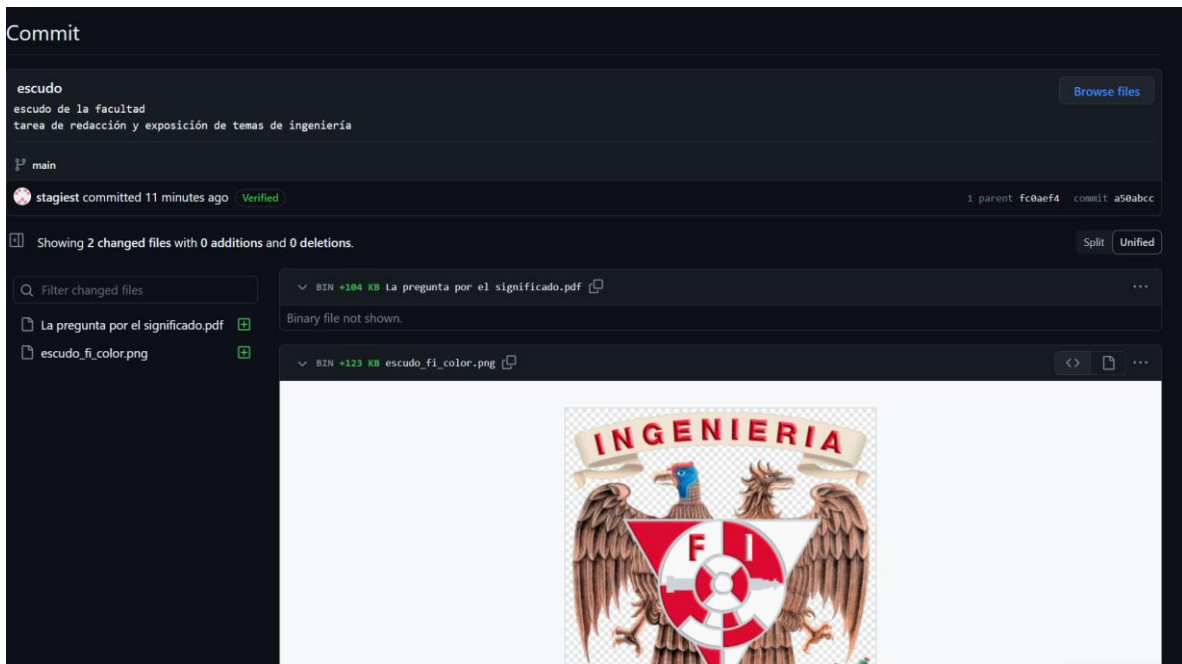 Commit
escudo
Browse files
escudo de la facultad
tarea de redacción y exposición de temas de ingeniería
main
stagiest committed 11 minutes ago Verified
1 parent fc0aef4 commit a50abcc
Showing 2 changed files with 0 additions and 0 deletions.
Split Unified
Filter changed files
La pregunta por el significado.pdf
escudo_fi_color.png
BIN +104 KB La pregunta por el significado.pdf
Binary file not shown.
BIN +123 KB escudo_fi_color.png
INGENIERIA
F I